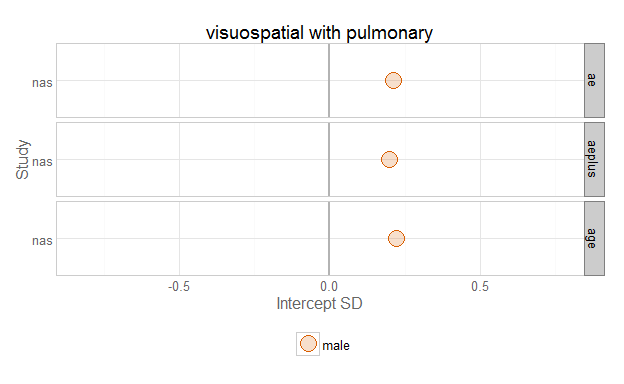 visuospatial with pulmonary
Study
nas
ae
nas
aeplus
nas
age
-0.5 0.0 0.5
Intercept SD
male